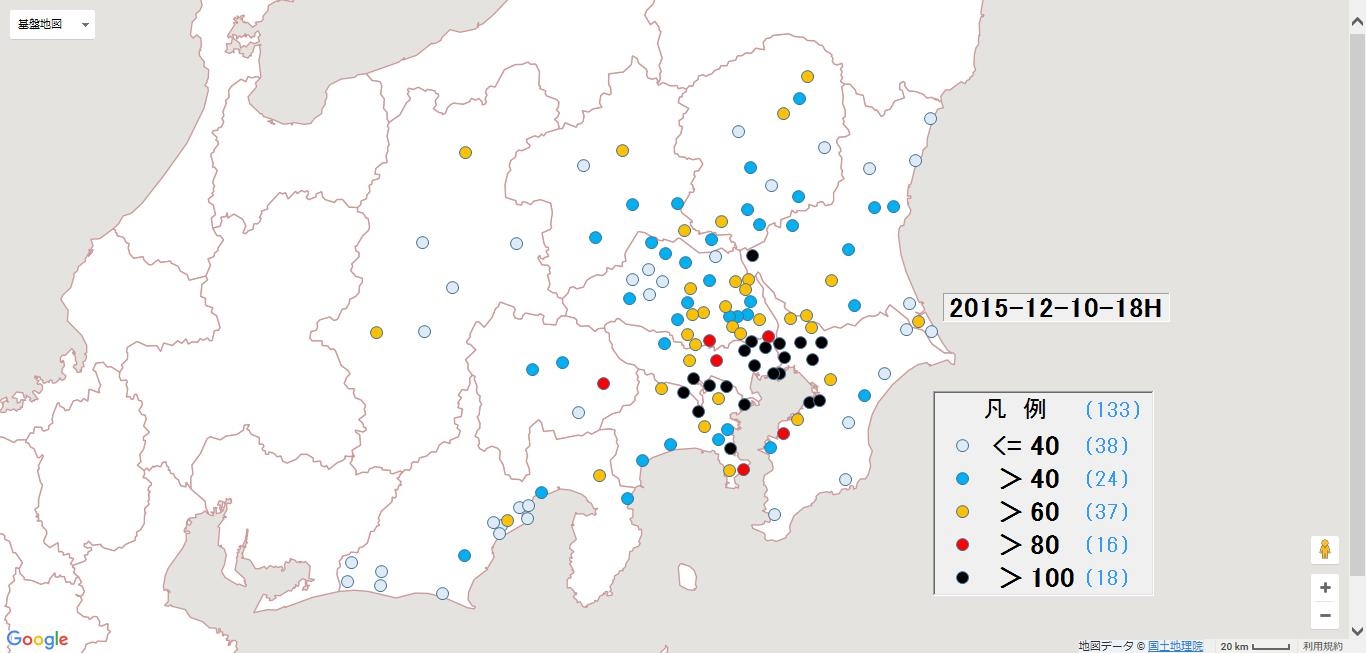 基盤地図
2015-12-10-18H
凡 例 (133)
<= 40 (38)
> 40 (24)
> 60 (37)
> 80 (16)
> 100 (18)
Google
地図データ © 国土地理院 20 km 利用規約